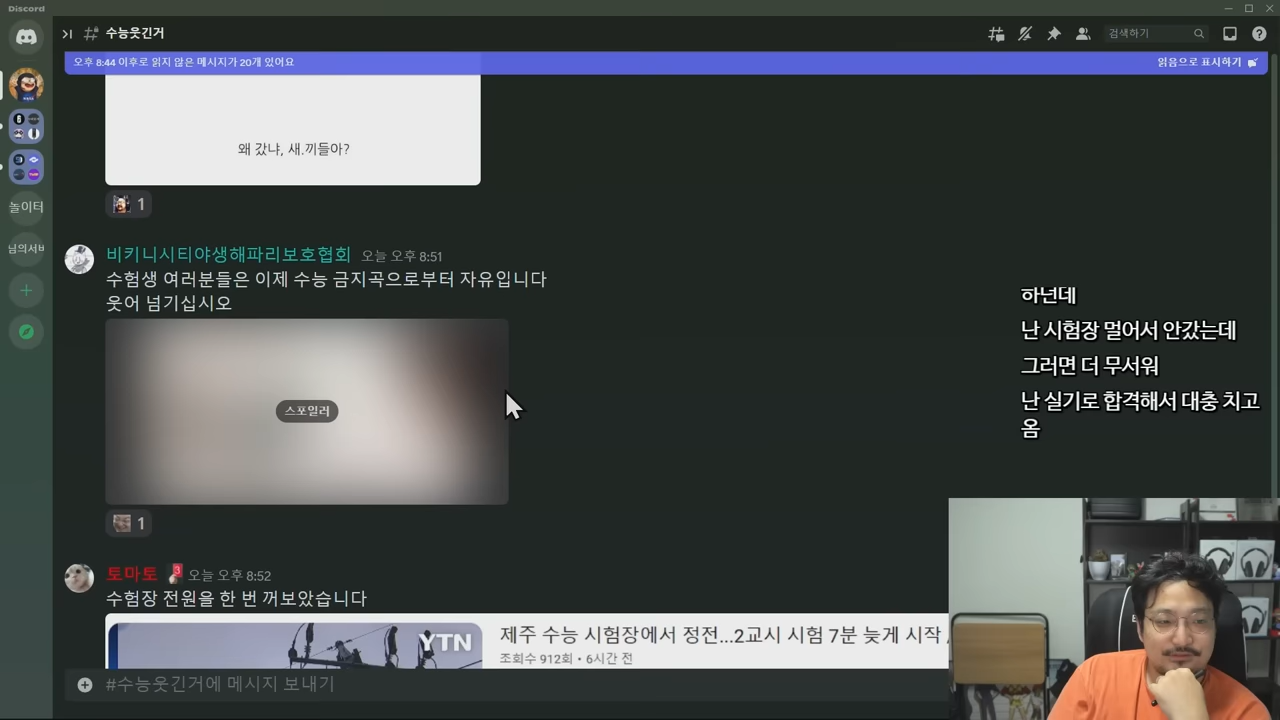 Discord
수능웃긴거
검색하기
오후 8:44 이후로 읽지 않은 메시지가 20개 있어요
읽음으로 표시하기
왜 갔냐, 새.끼들아?
1
놀이터
님의서버
비키니시티야생해파리보호협회 오늘 오후 8:51
수험생 여러분들은 이제 수능 금지곡으로부터 자유입니다
웃어 넘기십시오
스포일러
1
토마토 3 오늘 오후 8:52
수험장 전원을 한 번 꺼보았습니다
YTN
제주 수능 시험장에서 정전...2교시 시험 7분 늦게 시작
조회수 912회 • 6시간 전
#수능웃긴거에 메시지 보내기
하넌데
난 시험장 멀어서 안갔는데
그러면 더 무서워
난 실기로 합격해서 대충 치고
옴